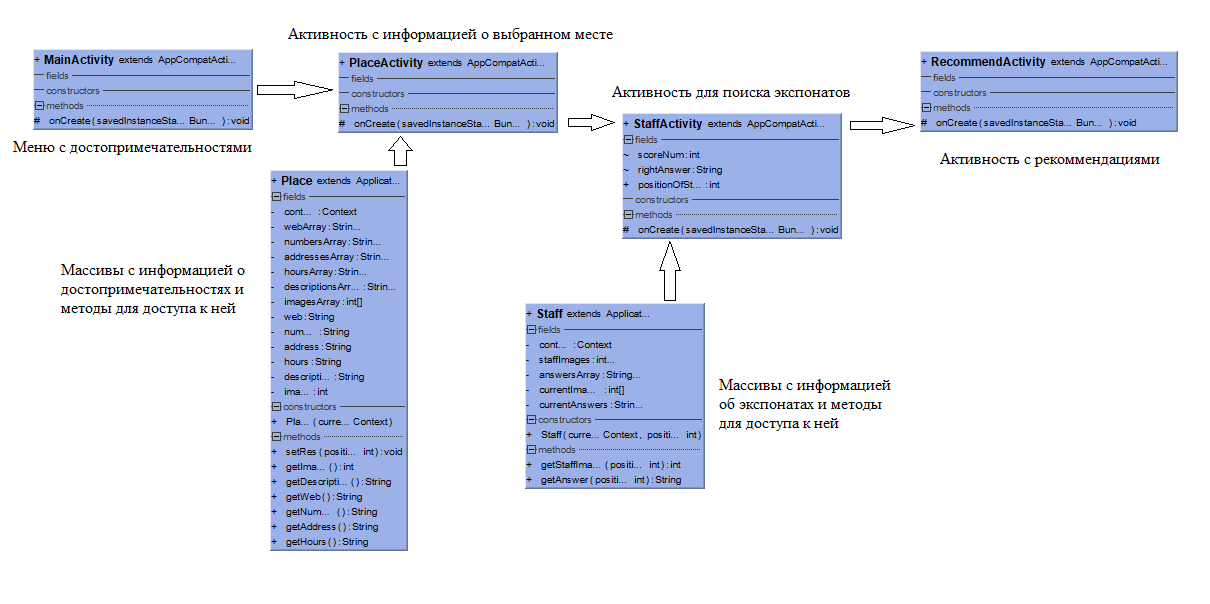 Активность с информацией о выбранном месте
+ MainActivity extends AppCompatActi...
fields
constructors
methods
# onCreate ( savedInstanceSta... Bun... ) : void
Меню с достопримечательностями
+ PlaceActivity extends AppCompatActi...
fields
constructors
methods
# onCreate ( savedInstanceSta... Bun... ) : void
Активность для поиска экспонатов
+ StaffActivity extends AppCompatActi...
fields
~ scoreNum : int
~ rightAnswer : String
+ positionOfSt... : int
constructors
methods
# onCreate ( savedInstanceSta... Bun... ) : void
+ RecommendActivity extends AppCompatActi...
fields
constructors
methods
# onCreate ( savedInstanceSta... Bun... ) : void
Активность с рекоммендациями
+ Place extends Applicat...
fields
- cont... : Context
- webArray : Strin...
- numbersArray : Strin...
- addressesArray : Strin...
- hoursArray : Strin...
- descriptionsArr... : Strin...
- imagesArray : int[]
- web : String
- num... : String
- address : String
- hours : String
- descripti... : String
- ima... : int
constructors
+ Pla... ( curre... Context)
methods
+ setRes ( positi... int) : void
+ getIma... ( ) : int
+ getDescripti... ( ) : String
+ getWeb ( ) : String
+ getNum... ( ) : String
+ getAddress ( ) : String
+ getHours ( ) : String
Массивы с информацией о
достопримечательностях и
методы для доступа к ней
+ Staff extends Applicat...
fields
- cont... : Context
- staffImages : int...
- answersArray : String...
- currentIma... : int[]
- currentAnswers : Strin...
constructors
+ Staff ( curre... Context, positi... int)
methods
+ getStaffIma... ( positi... int) : int
+ getAnswer ( positi... int) : String
Массивы с информацией
об экспонатах и методы
для доступа к ней